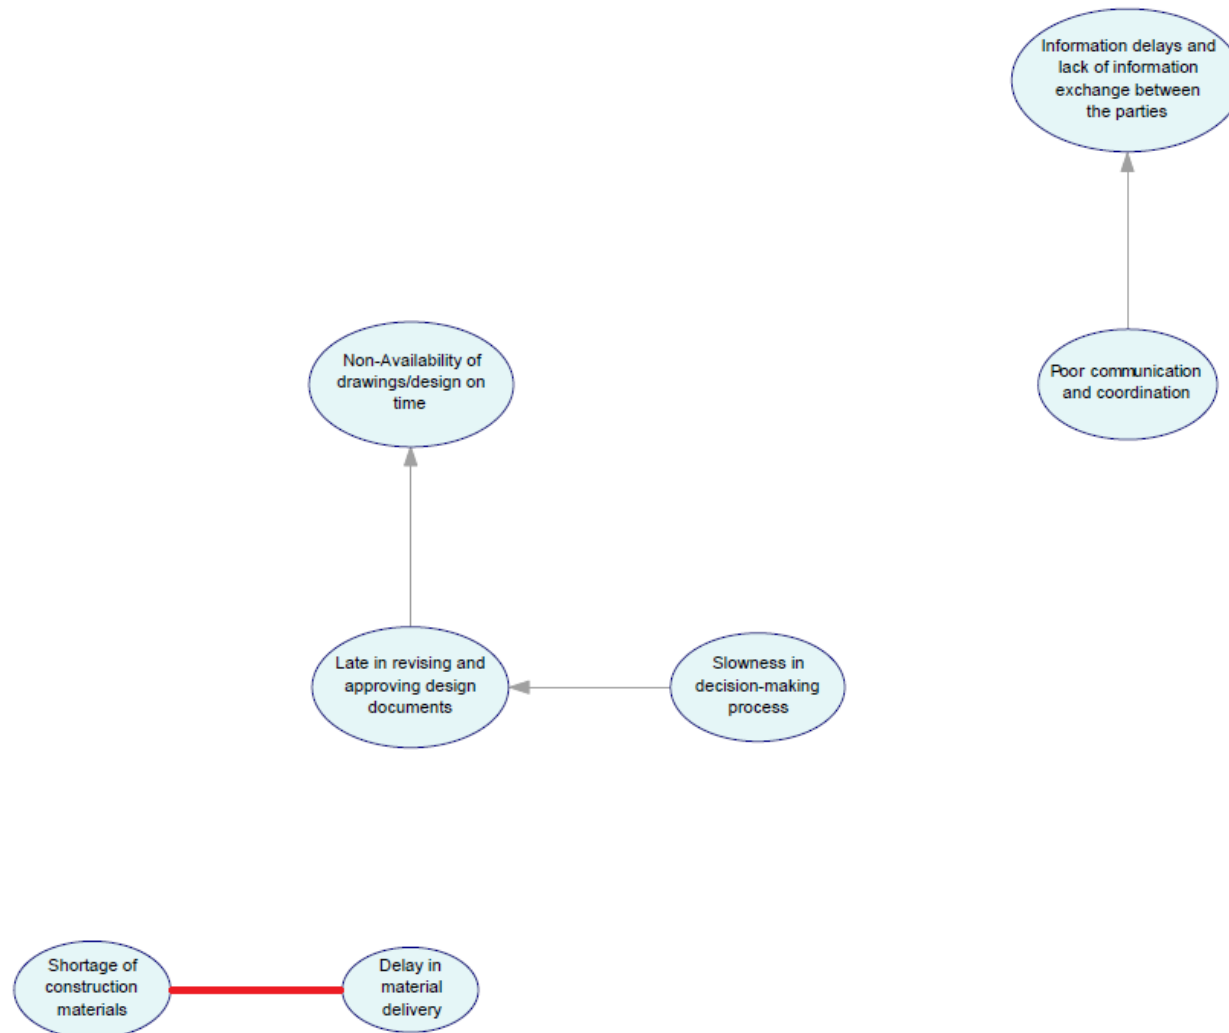 Information delays and
lack of information
exchange between
the parties
Non-Availability of
drawings/design on
time
Poor communication
and coordination
Late in revising and
approving design
documents
Slowness in
decision-making
process
Shortage of
construction
materials
Delay in
material
delivery